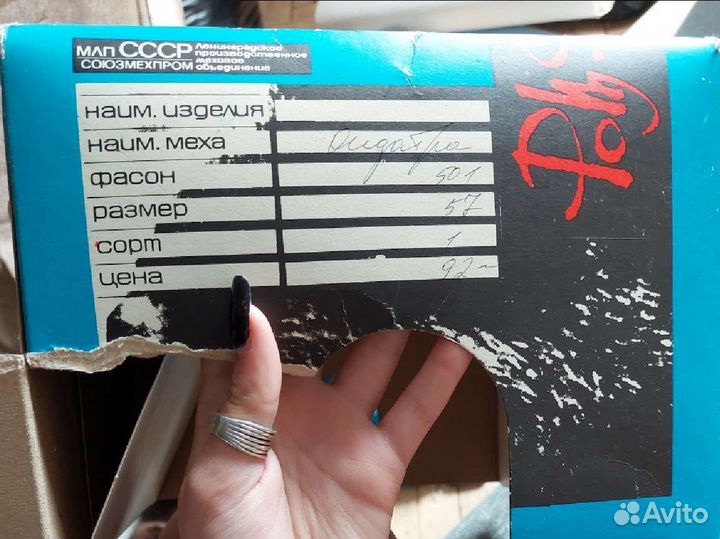 млп СССР
СОЮЗМЕХПРОМ
Ленинградское
производственное
меховое
объединение
наим. изделия
наим. меха Ондатра
фасон 501
размер 57
сорт 1
цена 92-
Avito